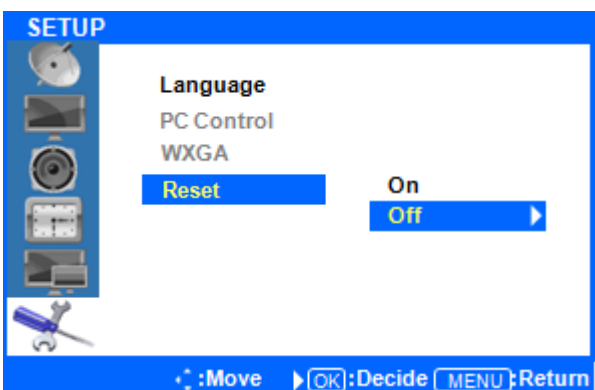 SETUP
Language
PC Control
WXGA
Reset On
Off
:Move OK:Decide MENU:Return